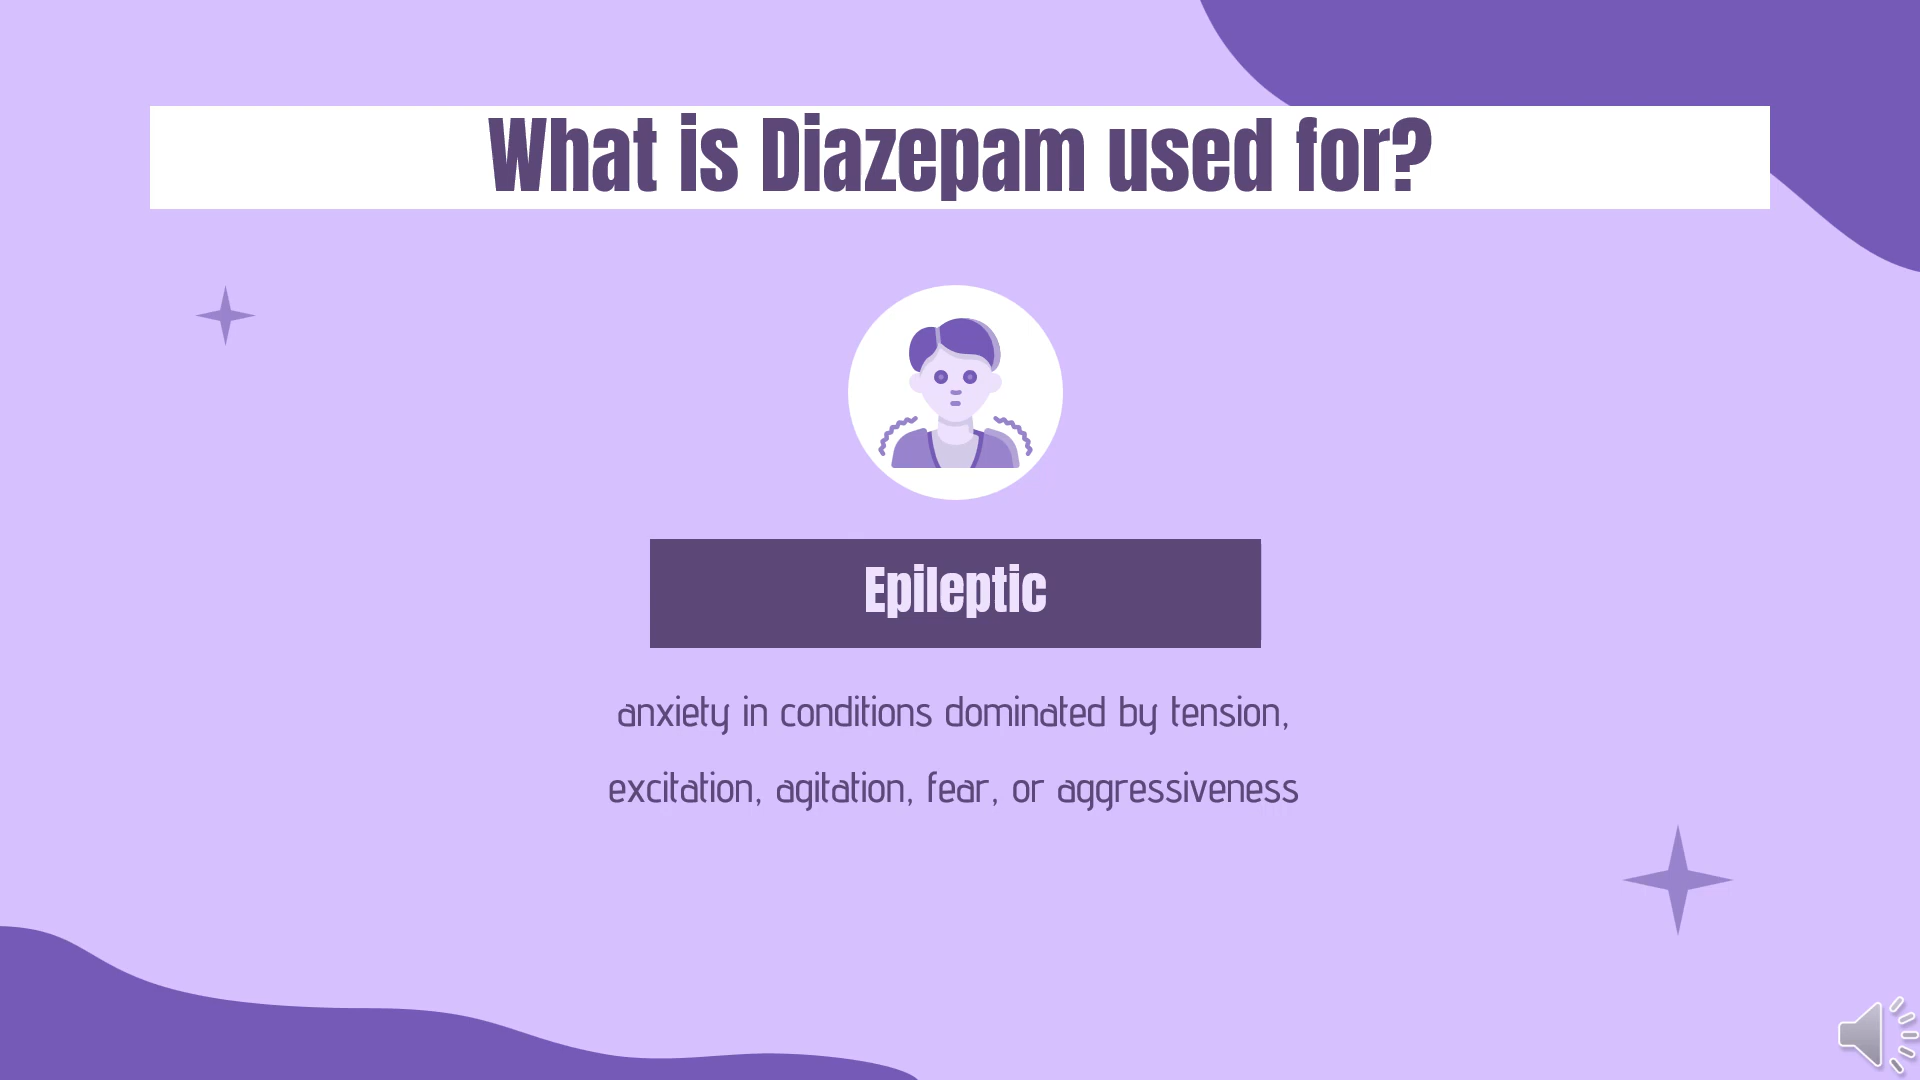 What is Diazepam used for?
Epileptic
anxiety in conditions dominated by tension,
excitation, agitation, fear, or aggressiveness